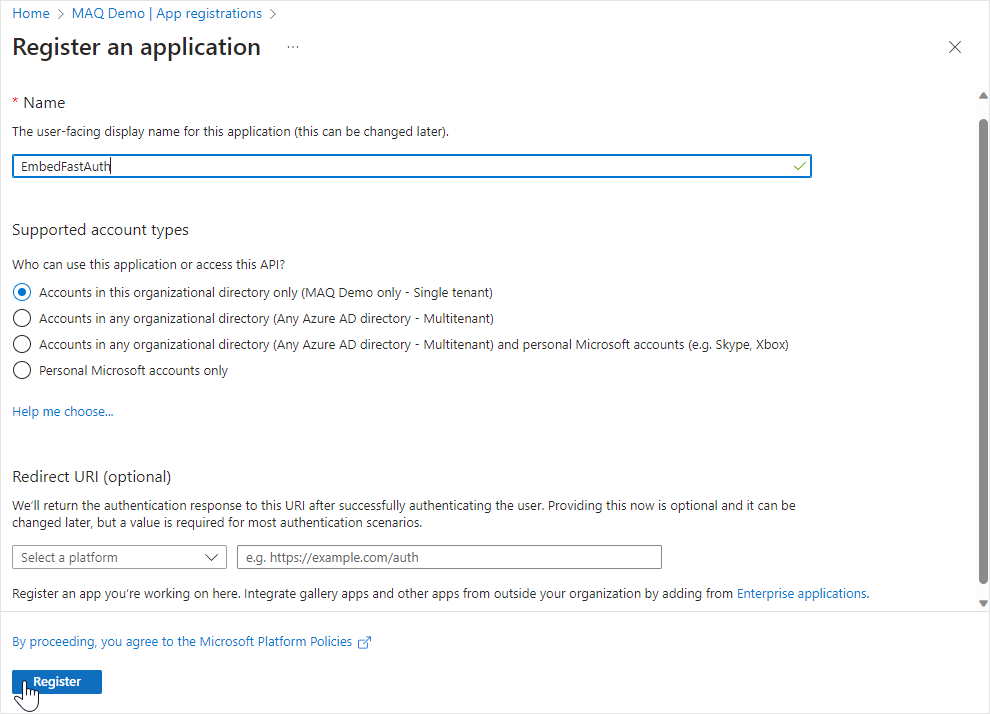 Home > MAQ Demo | App registrations >
Register an application ...
* Name
The user-facing display name for this application (this can be changed later).
EmbedFastAuth
Supported account types
Who can use this application or access this API?
Accounts in this organizational directory only (MAQ Demo only - Single tenant)
Accounts in any organizational directory (Any Azure AD directory - Multitenant)
Accounts in any organizational directory (Any Azure AD directory - Multitenant) and personal Microsoft accounts (e.g. Skype, Xbox)
Personal Microsoft accounts only
Help me choose...
Redirect URI (optional)
We'll return the authentication response to this URI after successfully authenticating the user. Providing this now is optional and it can be
changed later, but a value is required for most authentication scenarios.
Select a platform e.g. https://example.com/auth
Register an app you're working on here. Integrate gallery apps and other apps from outside your organization by adding from Enterprise applications.
By proceeding, you agree to the Microsoft Platform Policies
Register